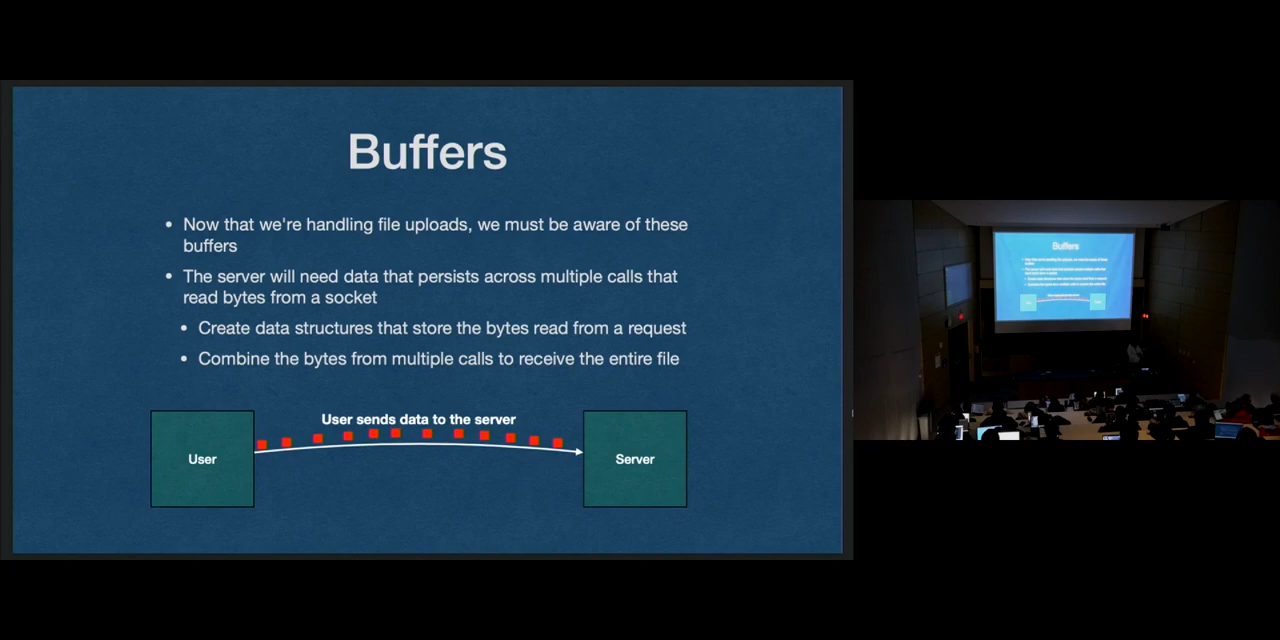 Buffers
• Now that we're handling file uploads, we must be aware of these
buffers
• The server will need data that persists across multiple calls that
read bytes from a socket
• Create data structures that store the bytes read from a request
• Combine the bytes from multiple calls to receive the entire file
User sends data to the server
User
Server
Buffers